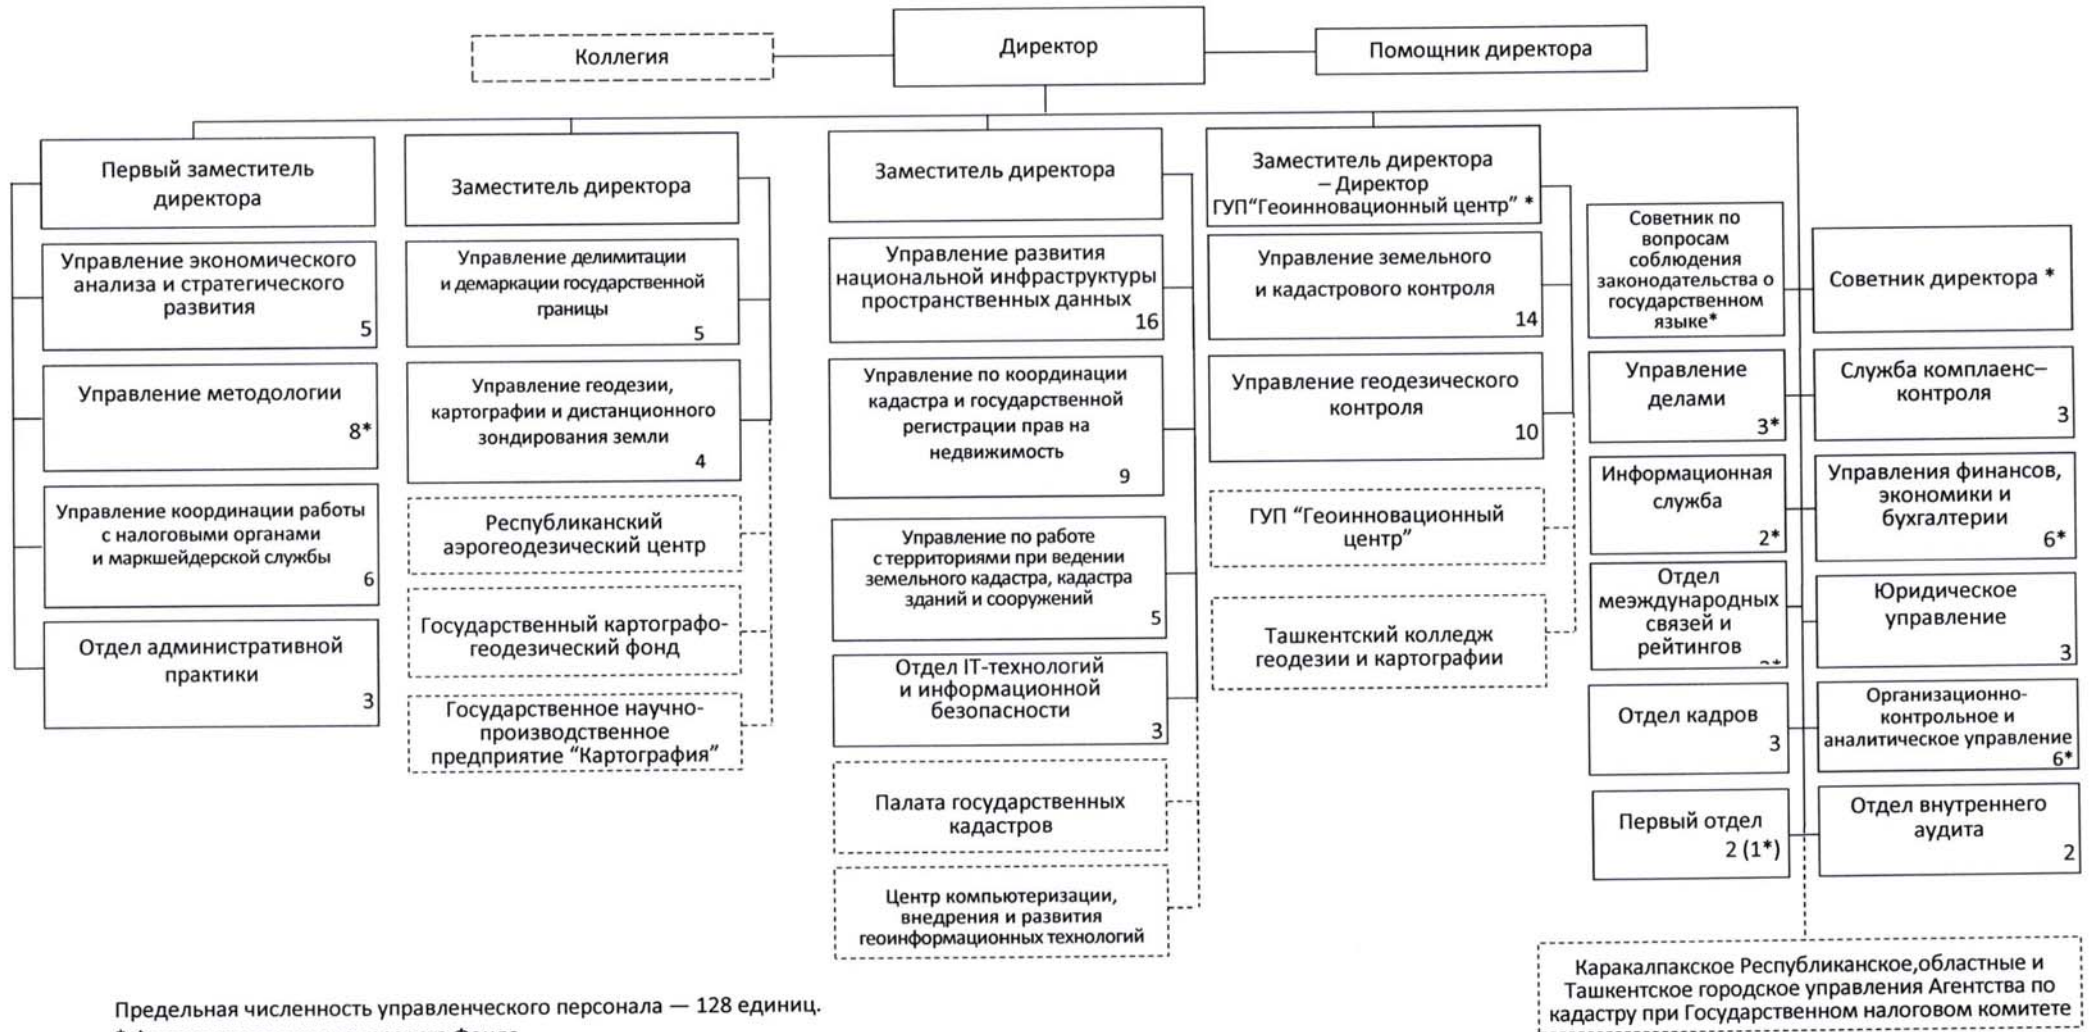 Коллегия
Директор
Помощник директора
Первый заместитель
директора
Управление экономического
анализа и стратегического
развития
5
Управление методологии
8*
Управление координации работы
с налоговыми органами
и маркшейдерской службы
6
Отдел административной
практики
3
Заместитель директора
Управление делимитации
и демаркации государственной
границы
5
Управление геодезии,
картографии и дистанционного
зондирования земли
4
Республиканский
аэрогеодезический центр
Государственный картографо-
геодезический фонд
Государственное научно-
производственное
предприятие “Картография”
Заместитель директора
Управление развития
национальной инфраструктуры
пространственных данных
16
Управление по координации
кадастра и государственной
регистрации прав на
недвижимость
9
Управление по работе
с территориями при ведении
земельного кадастра, кадастра
зданий и сооружений
5
Отдел IT-технологий
и информационной
безопасности
3
Палата государственных
кадастров
Центр компьютеризации,
внедрения и развития
геоинформационных технологий
Заместитель директора
– Директор
ГУП“Геоинновационный центр” *
Управление земельного
и кадастрового контроля
14
Управление геодезического
контроля
10
ГУП “Геоинновационный
центр”
Ташкентский колледж
геодезии и картографии
Советник по
вопросам
соблюдения
законодательства о
государственном
языке*
Управление
делами
3*
Информационная
служба
2*
Отдел
меэждународных
связей и
рейтингов
Отдел кадров
3
Первый отдел
2 (1*)
Советник директора *
Служба комплаенс–
контроля
3
Управления финансов,
экономики и
бухгалтерии
6*
Юридическое
управление
3
Организационно-
контрольное и
аналитическое управление
6*
Отдел внутреннего
аудита
2
Каракалпакское Республиканское,областные и
Ташкентское городское управления Агентства по
кадастру при Государственном налоговом комитете
Предельная численность управленческого персонала — 128 единиц.